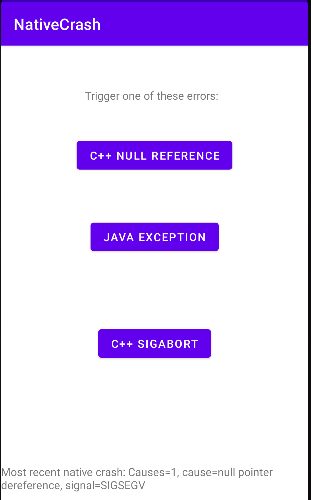 NativeCrash
Trigger one of these errors:
C++ NULL REFERENCE
JAVA EXCEPTION
C++ SIGABORT
Most recent native crash: Causes=1, cause=null pointer
dereference, signal=SIGSEGV